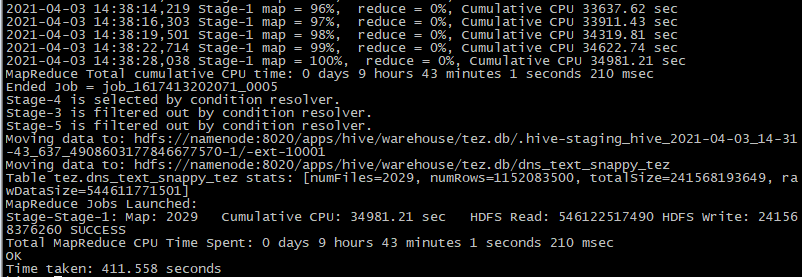 2021-04-03 14:38:14,219 Stage-1 map = 96%,  reduce = 0%, Cumulative CPU 33637.62 sec
2021-04-03 14:38:16,303 Stage-1 map = 97%,  reduce = 0%, Cumulative CPU 33911.43 sec
2021-04-03 14:38:19,501 Stage-1 map = 98%,  reduce = 0%, Cumulative CPU 34319.81 sec
2021-04-03 14:38:22,714 Stage-1 map = 99%,  reduce = 0%, Cumulative CPU 34622.74 sec
2021-04-03 14:38:28,038 Stage-1 map = 100%,  reduce = 0%, Cumulative CPU 34981.21 sec
MapReduce Total cumulative CPU time: 0 days 9 hours 43 minutes 1 seconds 210 msec
Ended Job = job_1617413202071_0005
Stage-4 is selected by condition resolver.
Stage-3 is filtered out by condition resolver.
Stage-5 is filtered out by condition resolver.
Moving data to: hdfs://namenode:8020/apps/hive/warehouse/tez.db/.hive-staging_hive_2021-04-03_14-31
-43_637_4908603177846677570-1/-ext-10001
Moving data to: hdfs://namenode:8020/apps/hive/warehouse/tez.db/dns_text_snappy_tez
Table tez.dns_text_snappy_tez stats: [numFiles=2029, numRows=1152083500, totalSize=241568193649, ra
wDataSize=544611771501]
MapReduce Jobs Launched:
Stage-Stage-1: Map: 2029   Cumulative CPU: 34981.21 sec   HDFS Read: 546122517490 HDFS Write: 24156
8376260 SUCCESS
Total MapReduce CPU Time Spent: 0 days 9 hours 43 minutes 1 seconds 210 msec
OK
Time taken: 411.558 seconds